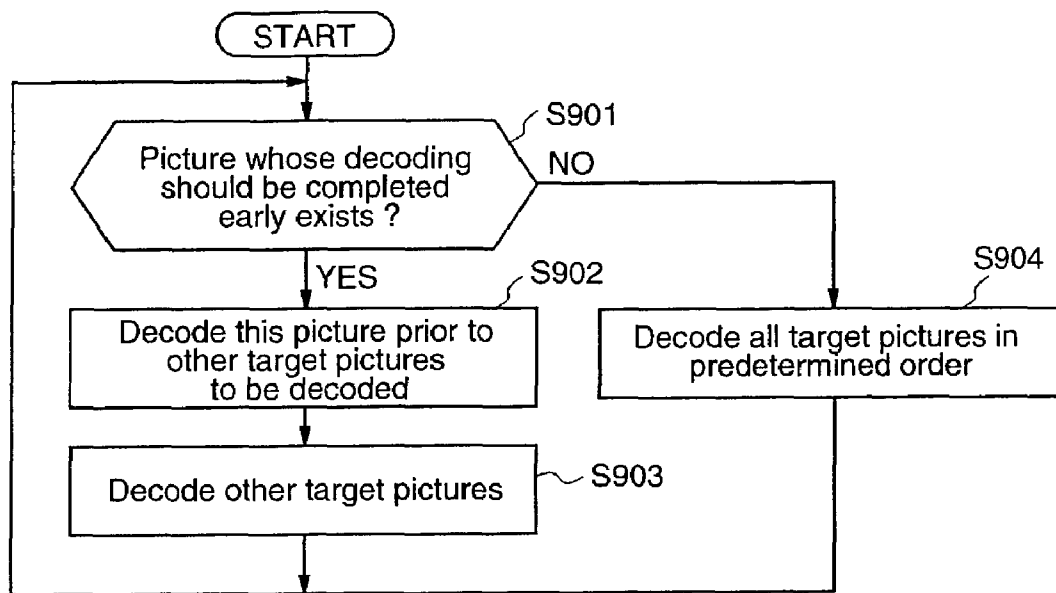 START
S901
Picture whose decoding
should be completed
early exists ?
NO
YES
S902
S904
Decode this picture prior to
other target pictures
to be decoded
Decode all target pictures in
predetermined order
Decode other target pictures
S903